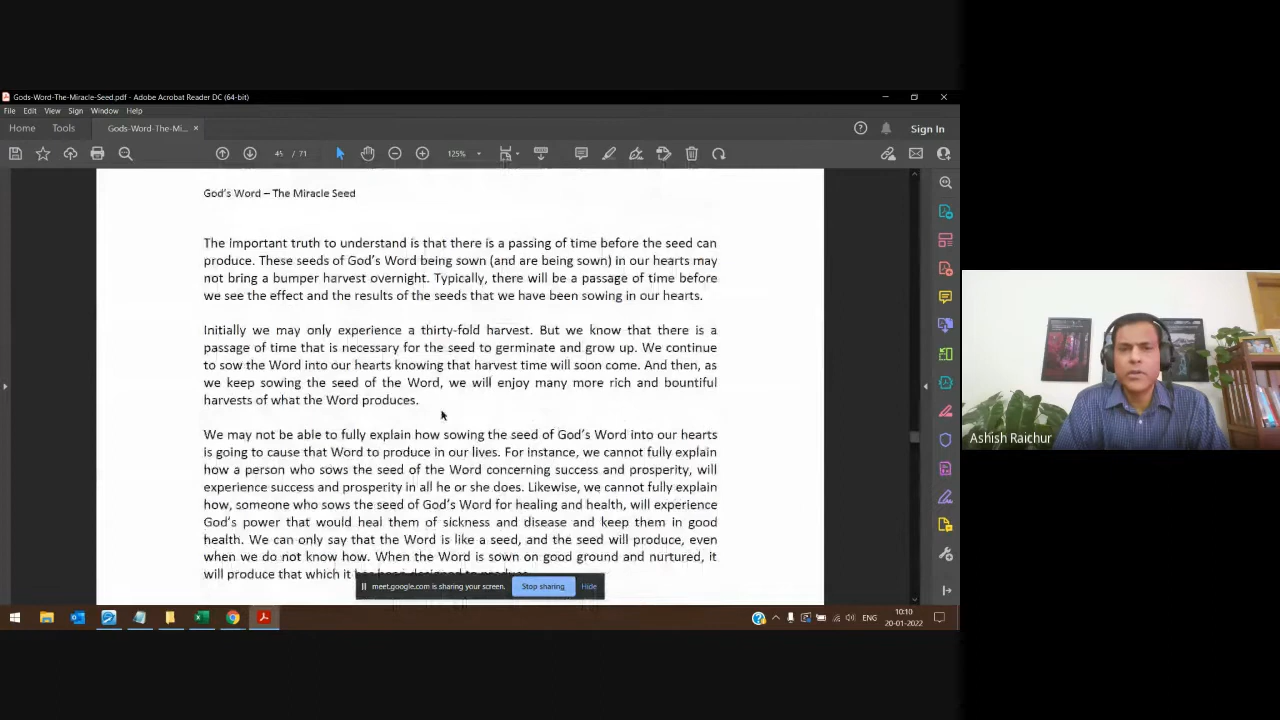 Gods-Word-The-Miracle-Seed.pdf - Adobe Acrobat Reader DC (64-bit)
File Edit View Sign Window Help
Home Tools Gods-Word-The-Mi... × Sign In
45 / 71 125%
God's Word – The Miracle Seed
The important truth to understand is that there is a passing of time before the seed can
produce. These seeds of God's Word being sown (and are being sown) in our hearts may
not bring a bumper harvest overnight. Typically, there will be a passage of time before
we see the effect and the results of the seeds that we have been sowing in our hearts.
Initially we may only experience a thirty-fold harvest. But we know that there is a
passage of time that is necessary for the seed to germinate and grow up. We continue
to sow the Word into our hearts knowing that harvest time will soon come. And then, as
we keep sowing the seed of the Word, we will enjoy many more rich and bountiful
harvests of what the Word produces.
We may not be able to fully explain how sowing the seed of God's Word into our hearts
is going to cause that Word to produce in our lives. For instance, we cannot fully explain
how a person who sows the seed of the Word concerning success and prosperity, will
experience success and prosperity in all he or she does. Likewise, we cannot fully explain
how, someone who sows the seed of God's Word for healing and health, will experience
God's power that would heal them of sickness and disease and keep them in good
health. We can only say that the Word is like a seed, and the seed will produce, even
when we do not know how. When the Word is sown on good ground and nurtured, it
will produce that which it
meet.google.com is sharing your screen. Stop sharing Hide
ENG
10:10
20-01-2022
Ashish Raichur